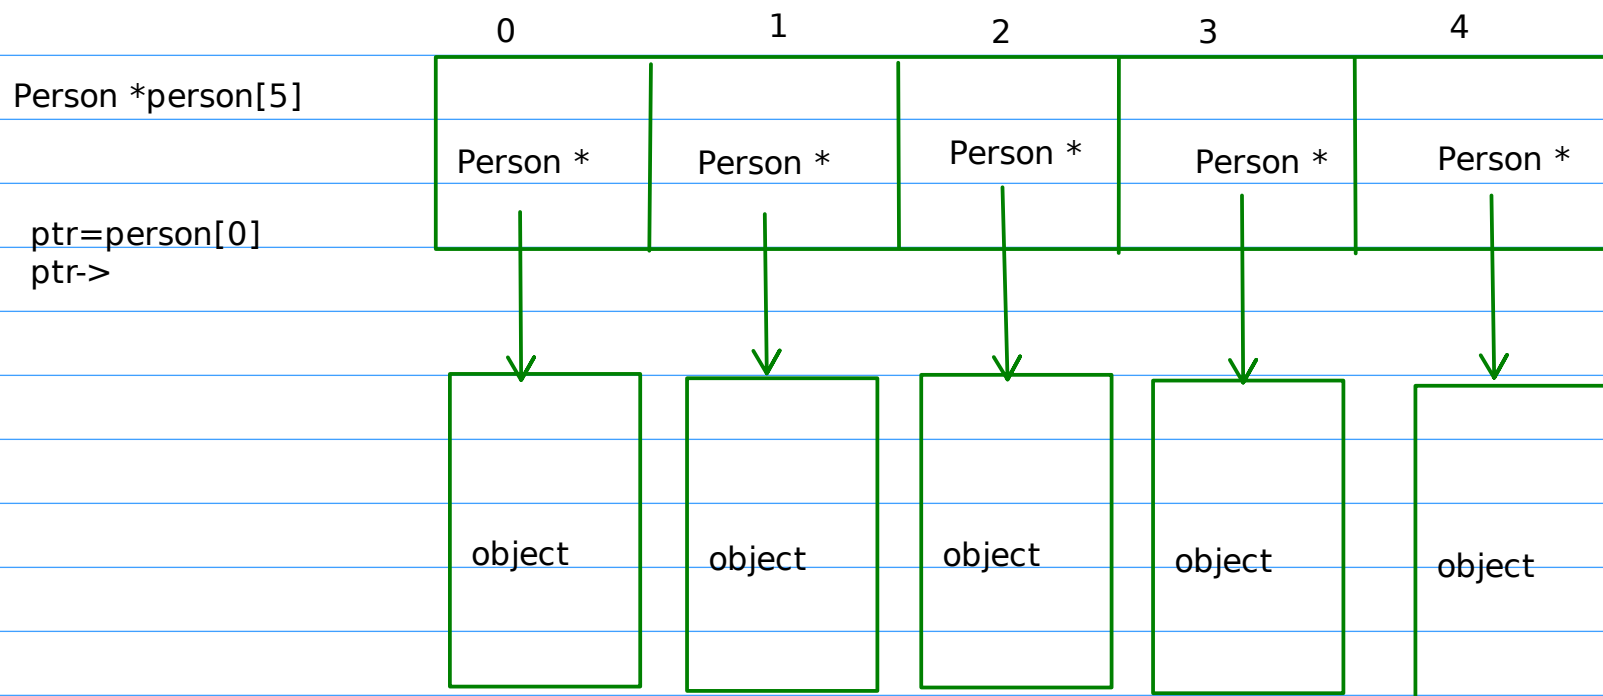 0 1 2 3 4
Person *person[5]
Person * Person * Person * Person * Person *
ptr=person[0]
ptr->
object object object object object